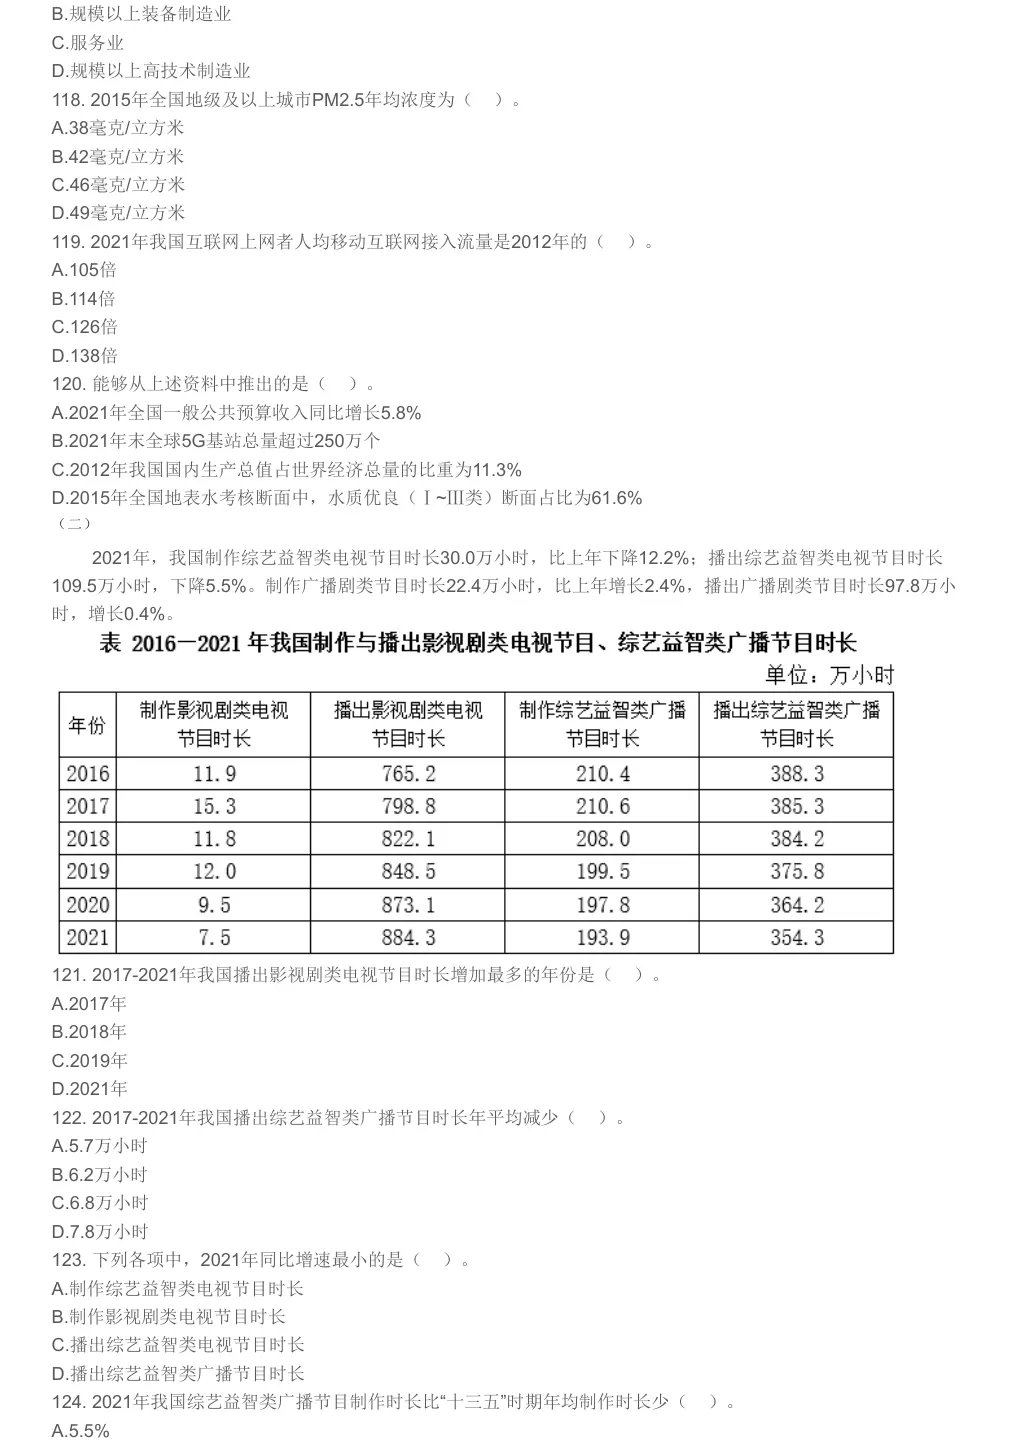 B.规模以上装备制造业
C.服务业
D.规模以上高技术制造业
118. 2015年全国地级及以上城市PM2.5年均浓度为（    ）。
A.38毫克/立方米
B.42毫克/立方米
C.46毫克/立方米
D.49毫克/立方米
119. 2021年我国互联网上网者人均移动互联网接入流量是2012年的（    ）。
A.105倍
B.114倍
C.126倍
D.138倍
120. 能够从上述资料中推出的是（    ）。
A.2021年全国一般公共预算收入同比增长5.8%
B.2021年末全球5G基站总量超过250万个
C.2012年我国国内生产总值占世界经济总量的比重为11.3%
D.2015年全国地表水考核断面中，水质优良（Ⅰ~Ⅲ类）断面占比为61.6%
（二）
2021年，我国制作综艺益智类电视节目时长30.0万小时，比上年下降12.2%；播出综艺益智类电视节目时长
109.5万小时，下降5.5%。制作广播剧类节目时长22.4万小时，比上年增长2.4%，播出广播剧类节目时长97.8万小
时，增长0.4%。
表 2016—2021 年我国制作与播出影视剧类电视节目、综艺益智类广播节目时长
单位：万小时
年份 制作影视剧类电视节目时长 播出影视剧类电视节目时长 制作综艺益智类广播节目时长 播出综艺益智类广播节目时长
2016 11.9 765.2 210.4 388.3
2017 15.3 798.8 210.6 385.3
2018 11.8 822.1 208.0 384.2
2019 12.0 848.5 199.5 375.8
2020 9.5 873.1 197.8 364.2
2021 7.5 884.3 193.9 354.3
121. 2017-2021年我国播出影视剧类电视节目时长增加最多的年份是（    ）。
A.2017年
B.2018年
C.2019年
D.2021年
122. 2017-2021年我国播出综艺益智类广播节目时长年平均减少（    ）。
A.5.7万小时
B.6.2万小时
C.6.8万小时
D.7.8万小时
123. 下列各项中，2021年同比增速最小的是（    ）。
A.制作综艺益智类电视节目时长
B.制作影视剧类电视节目时长
C.播出综艺益智类电视节目时长
D.播出综艺益智类广播节目时长
124. 2021年我国综艺益智类广播节目制作时长比“十三五”时期年均制作时长少（    ）。
A.5.5%